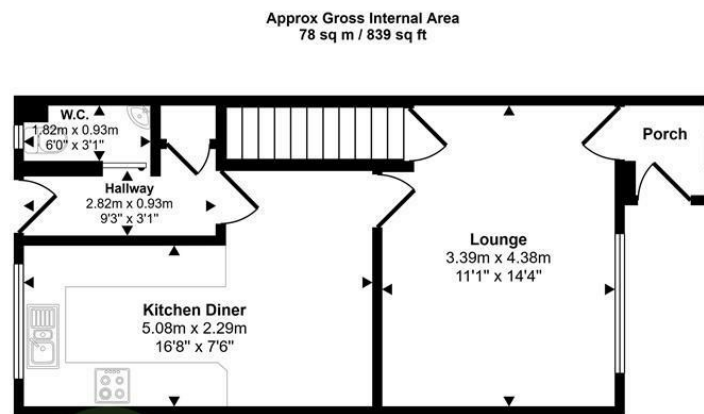 Approx Gross Internal Area
78 sq m / 839 sq ft
W.C.
1.82m x 0.93m
6'0" x 3'1"
Porch
Hallway
2.82m x 0.93m
9'3" x 3'1"
Lounge
3.39m x 4.38m
11'1" x 14'4"
Kitchen Diner
5.08m x 2.29m
16'8" x 7'6"